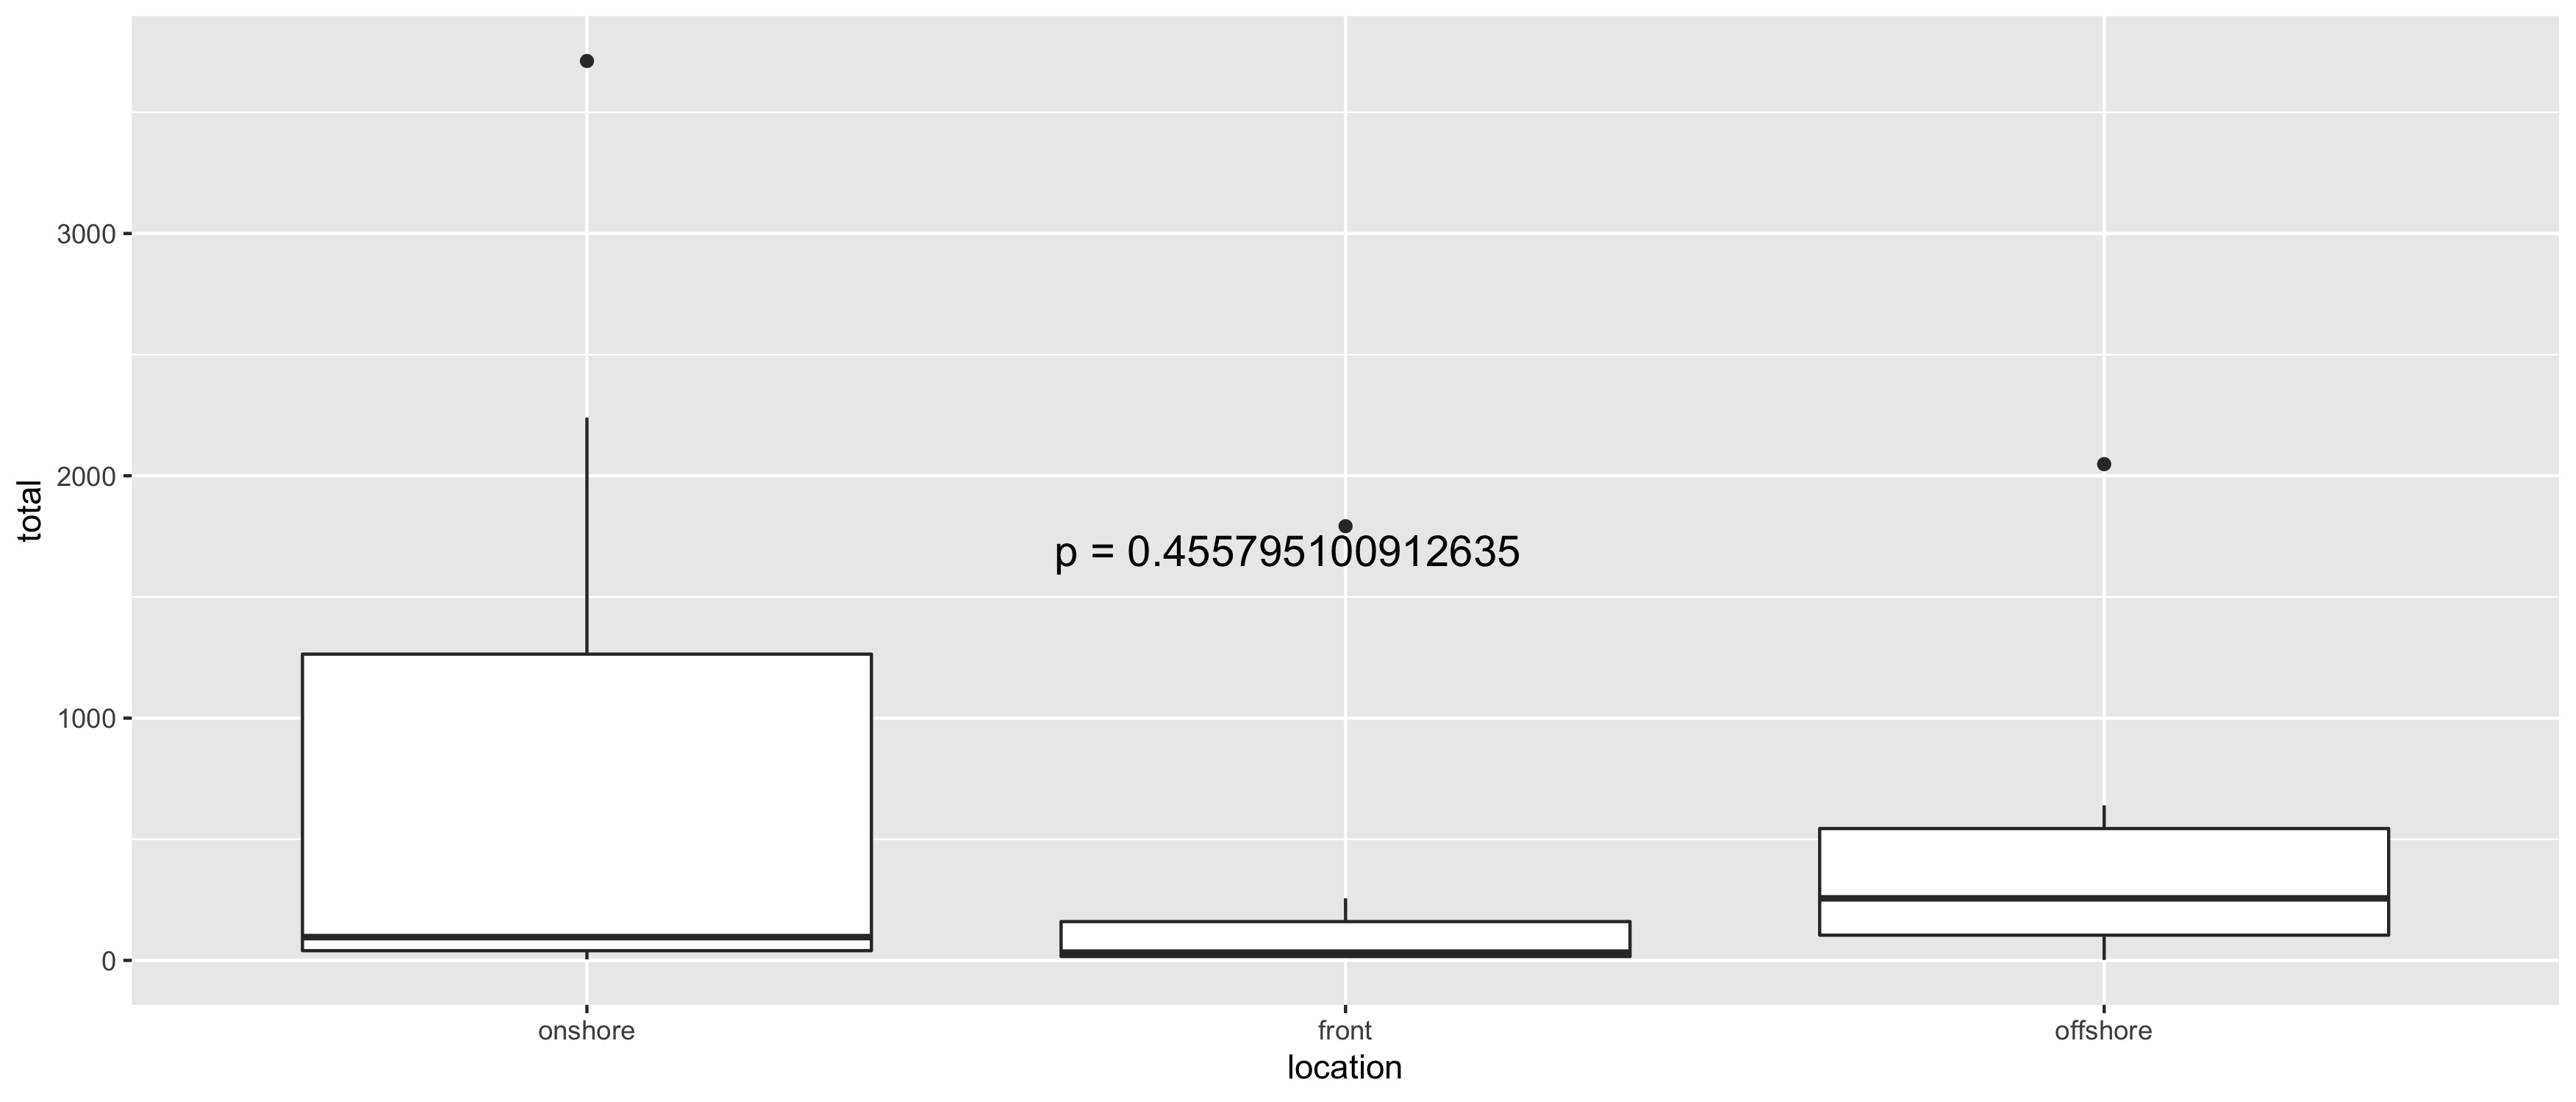 3000
2000
1000
0
total
p = 0.455795100912635
onshore
front
offshore
location